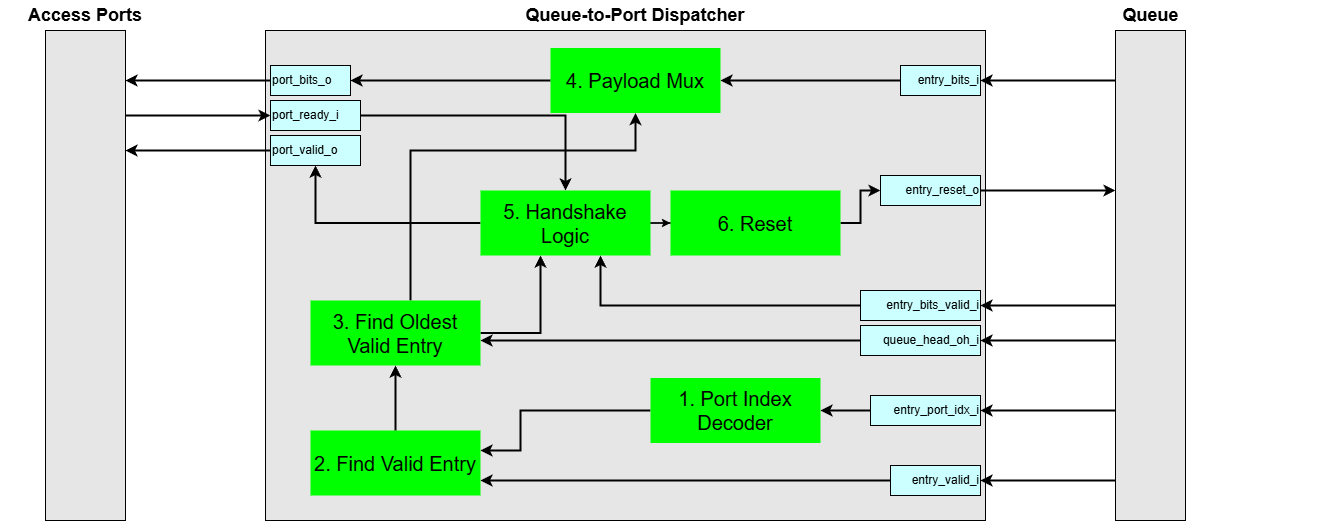 Access Ports
Queue-to-Port Dispatcher
Queue
port_bits_o
4. Payload Mux
entry_bits_i
port_ready_i
port_valid_o
entry_reset_o
5. Handshake
Logic
6. Reset
entry_bits_valid_i
3. Find Oldest
Valid Entry
queue_head_oh_i
1. Port Index
Decoder
entry_port_idx_i
2. Find Valid Entry
entry_valid_i